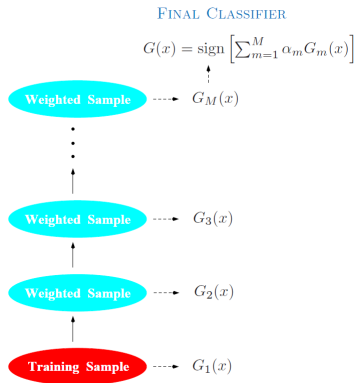 FINAL CLASSIFIER
G(x) = sign [∑_{m=1}^{M} α_m G_m(x)]
Weighted Sample G_M(x)
Weighted Sample G_3(x)
Weighted Sample G_2(x)
Training Sample G_1(x)